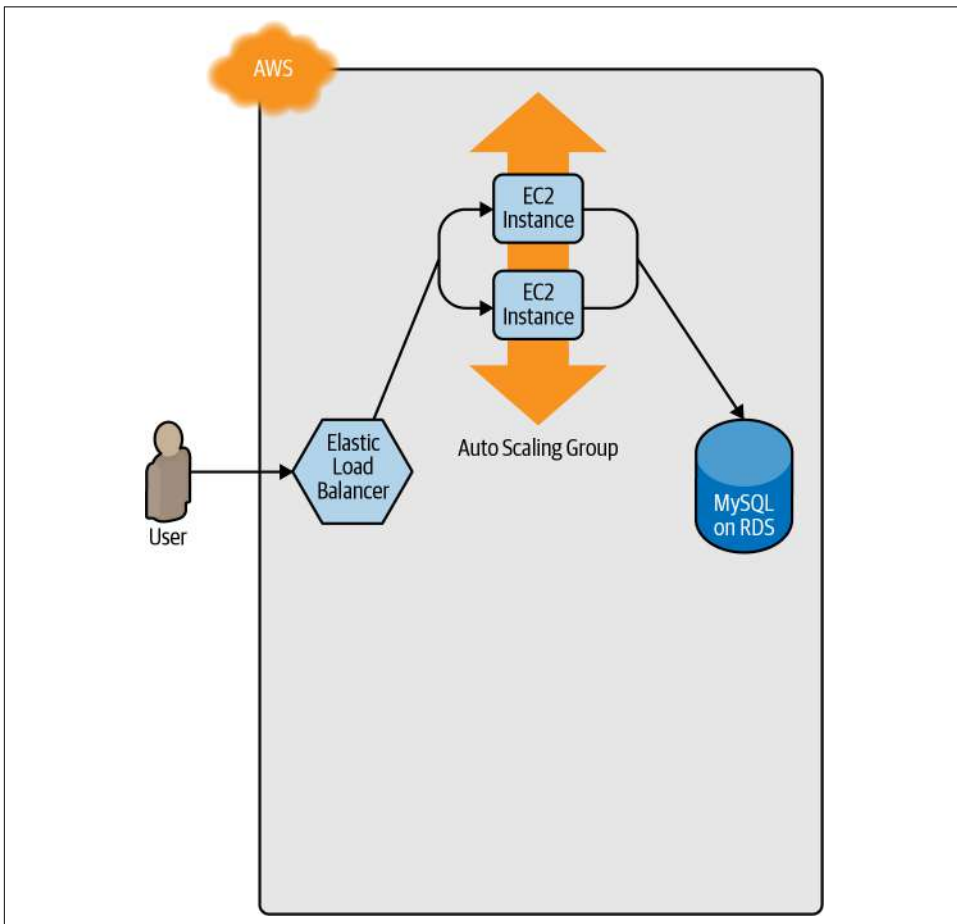 AWS
EC2
Instance
EC2
Instance
Auto Scaling Group
Elastic
Load
Balancer
User
MySQL
on RDS